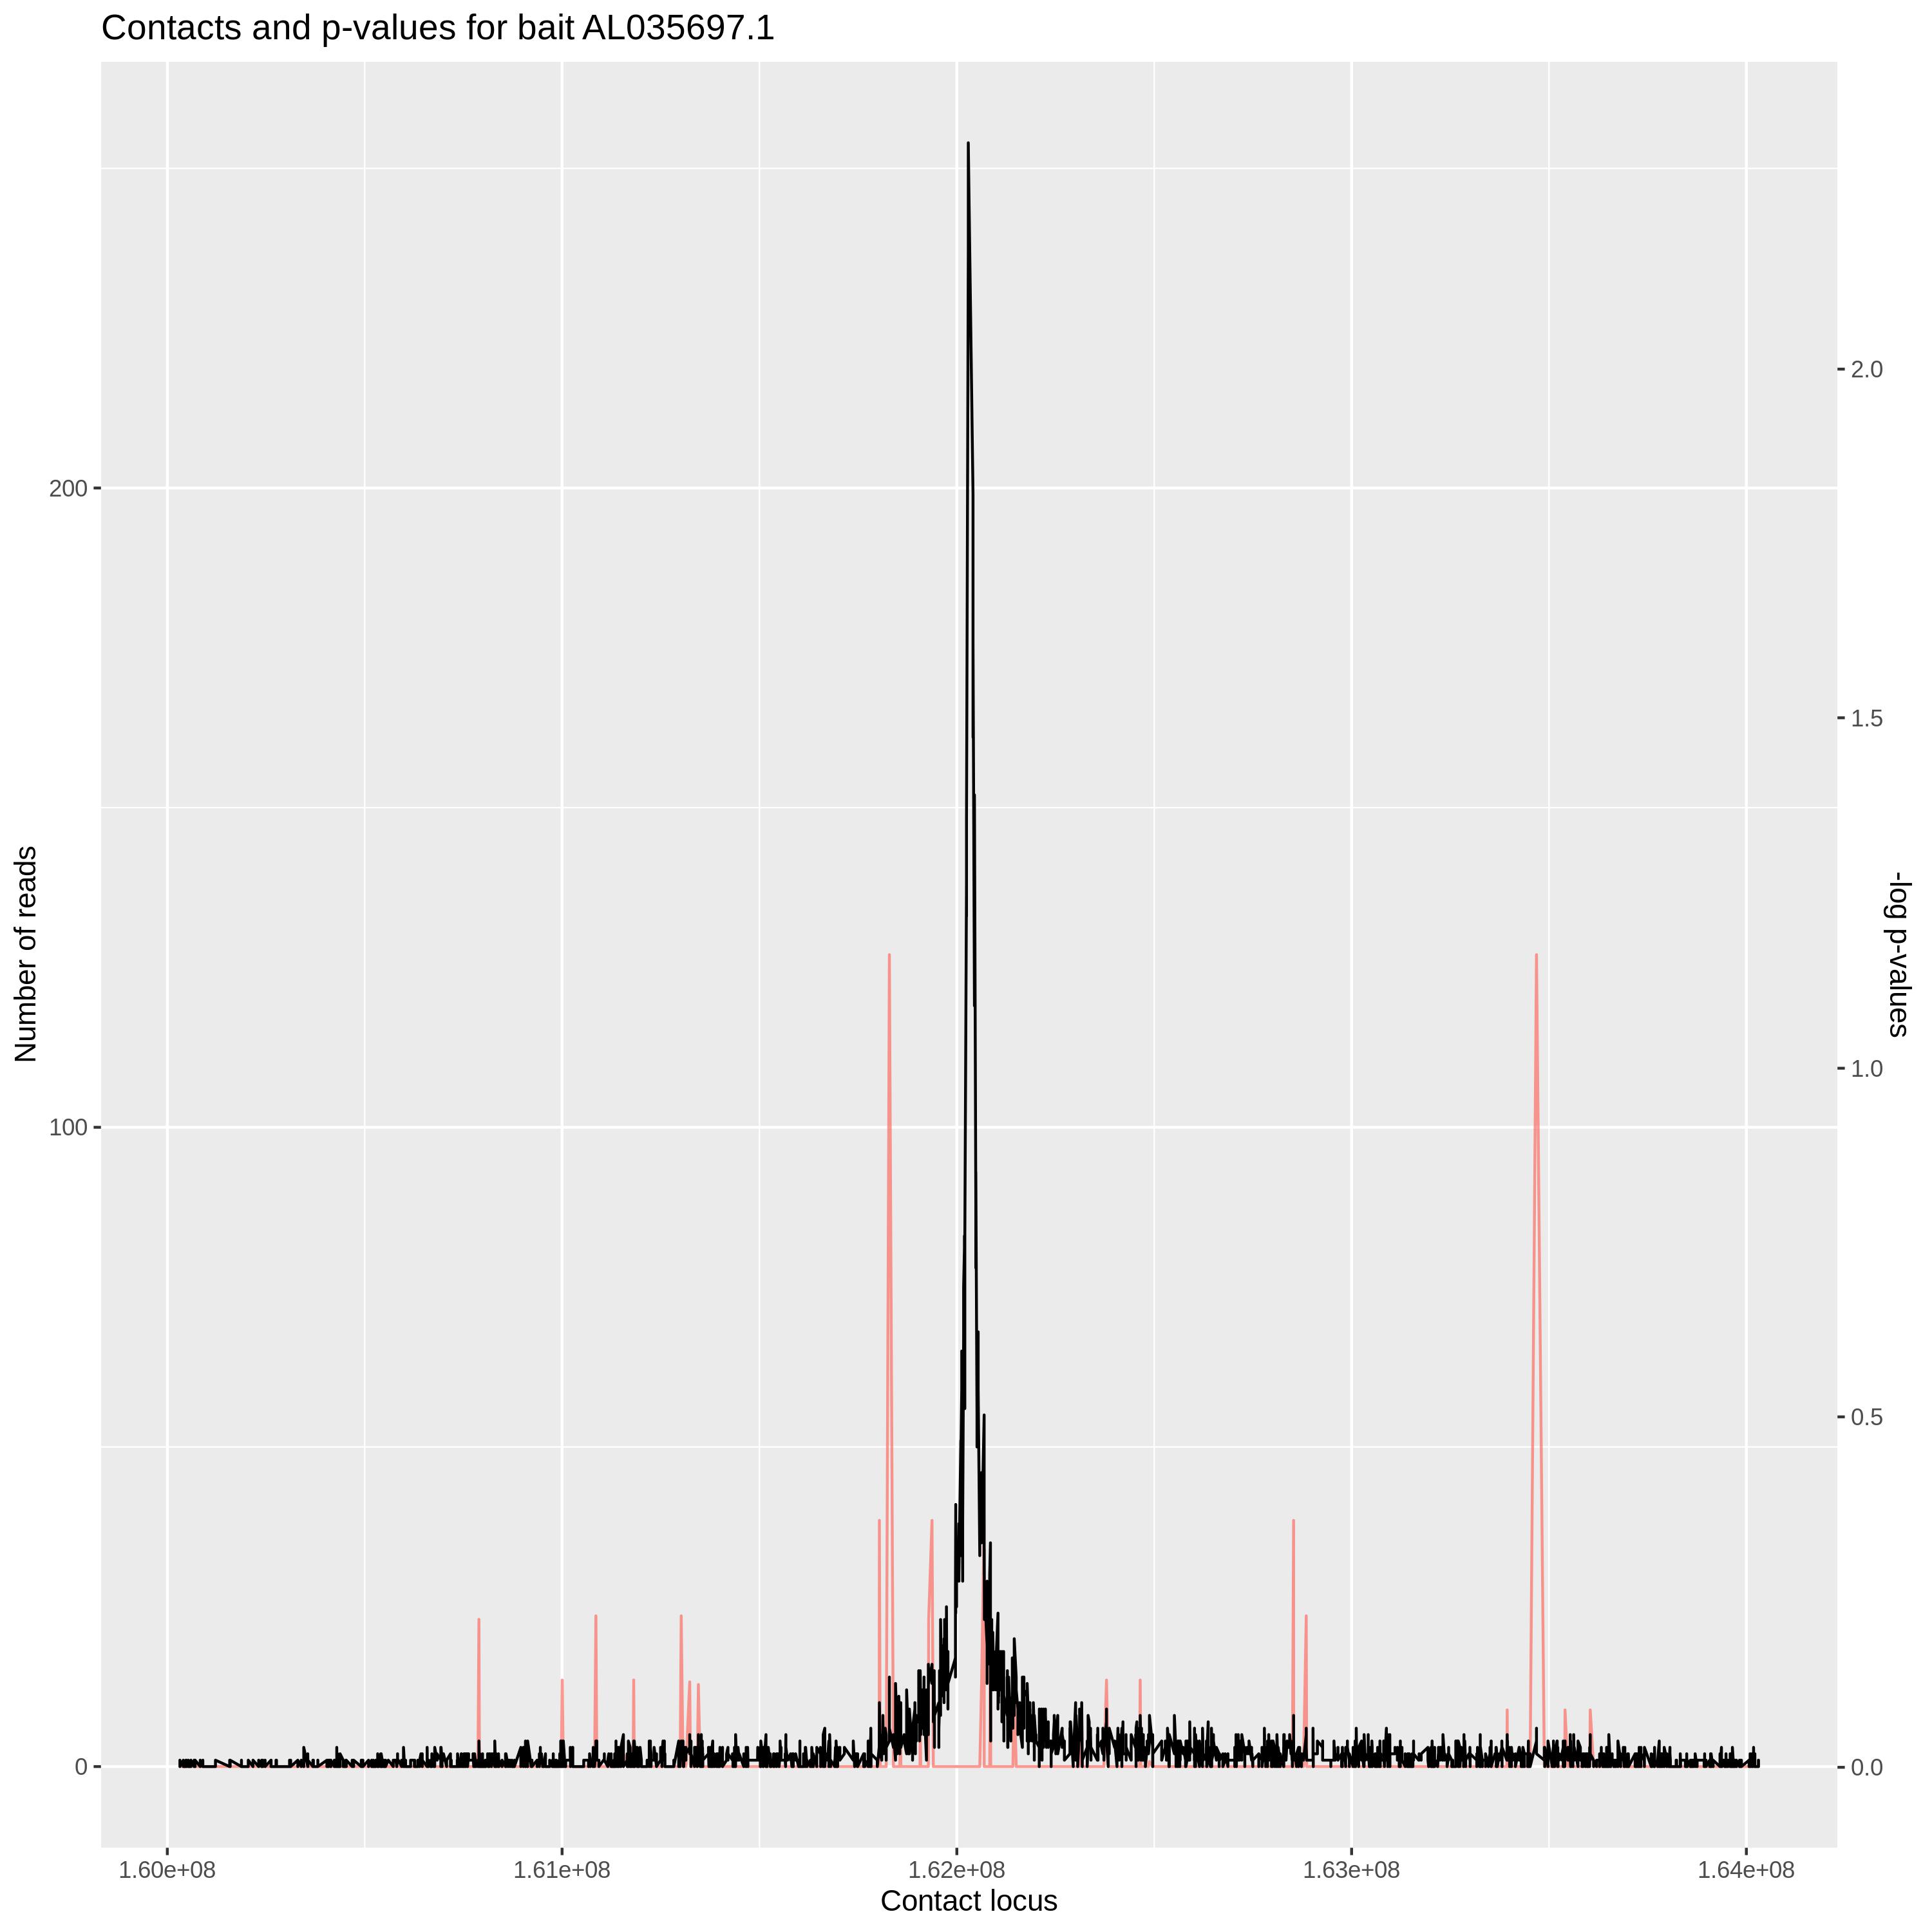 Contacts and p-values for bait AL035697.1
200
100
0
Number of reads
2.0
1.5
1.0
0.5
0.0
-log p-values
1.60e+08
1.61e+08
1.62e+08
1.63e+08
1.64e+08
Contact locus